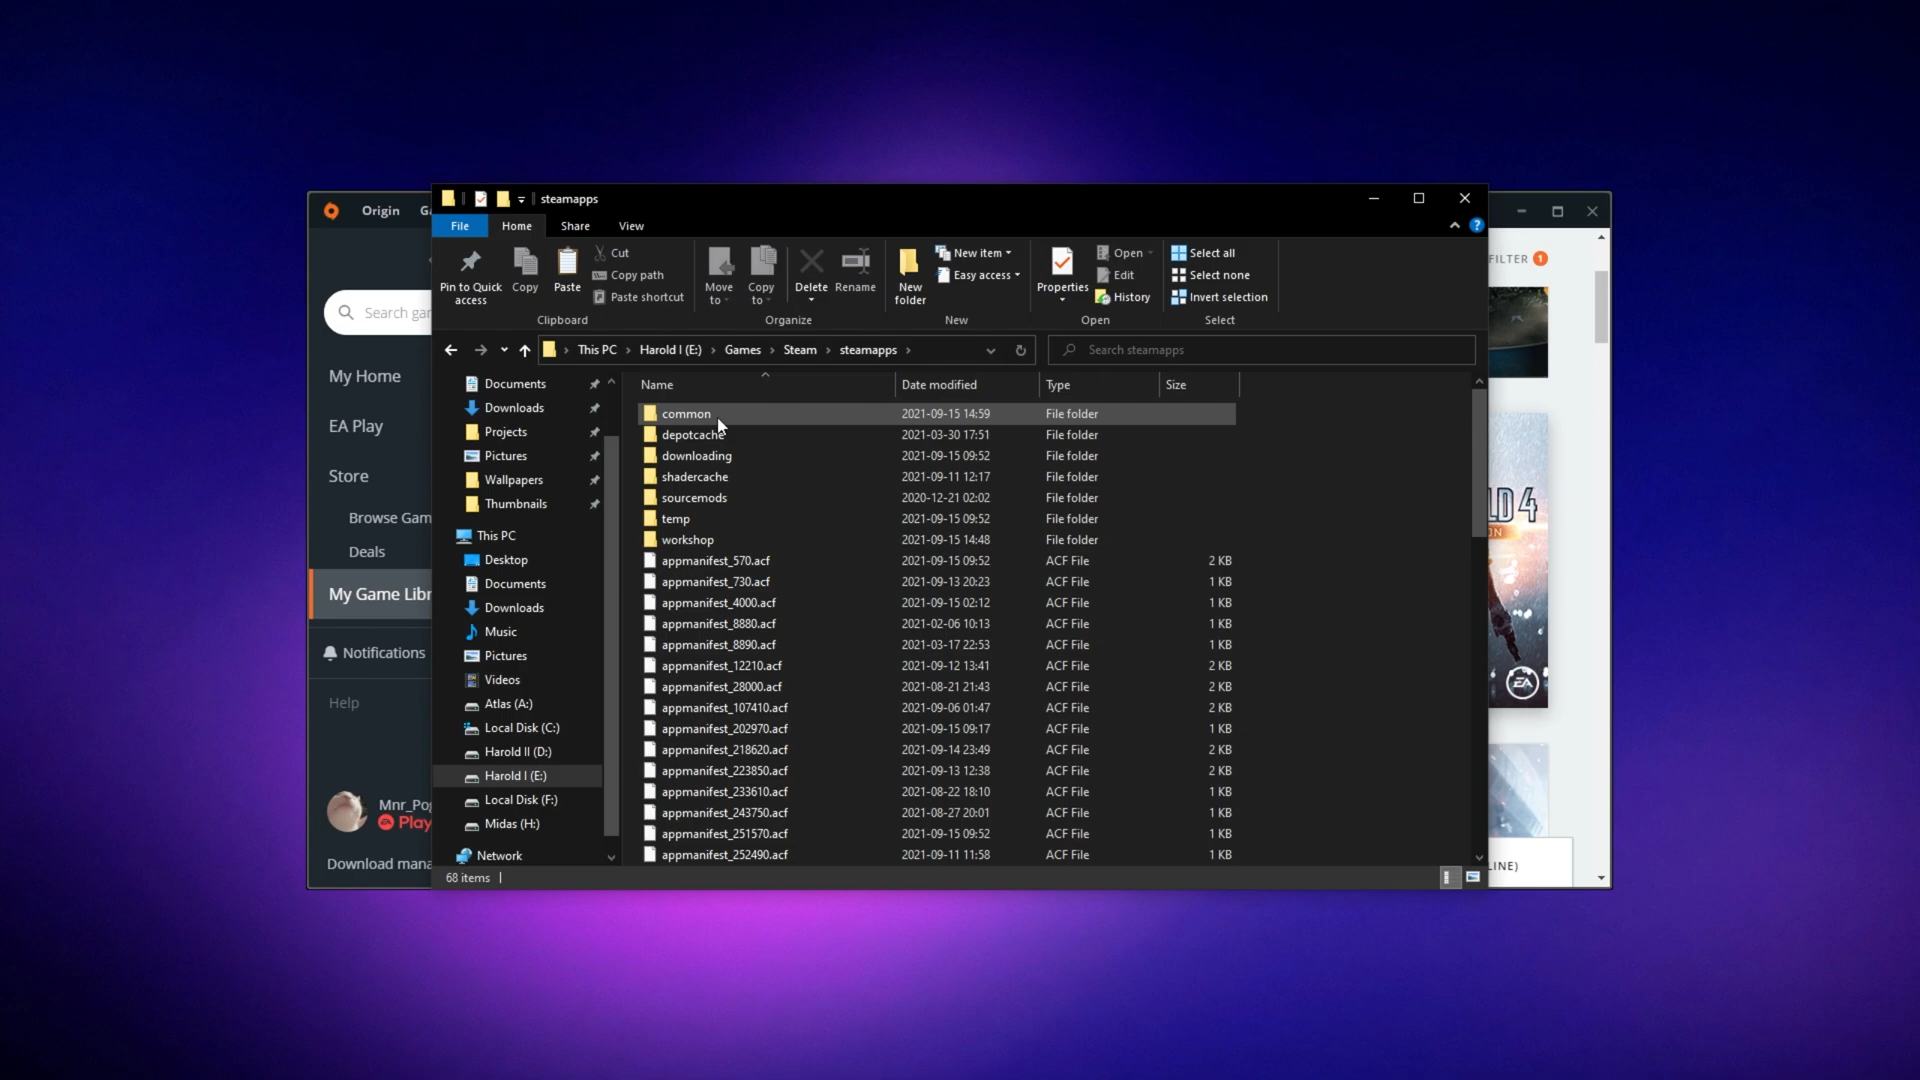 steamapps
Origin
File Home Share View
Pin to Quick access
Copy
Paste
Cut
Copy path
Paste shortcut
Clipboard
Move to
Copy to
Delete
Rename
Organize
New folder
New item
Easy access
New
Properties
Open
Edit
History
Open
Select all
Select none
Invert selection
Select
This PC › Harold I (E:) › Games › Steam › steamapps ›
Search steamapps
Documents
Downloads
Projects
Pictures
Wallpapers
Thumbnails
This PC
Desktop
Documents
Downloads
Music
Pictures
Videos
Atlas (A:)
Local Disk (C:)
Harold II (D:)
Harold I (E:)
Local Disk (F:)
Midas (H:)
Network
Name Date modified Type Size
common 2021-09-15 14:59 File folder
depotcache 2021-03-30 17:51 File folder
downloading 2021-09-15 09:52 File folder
shadercache 2021-09-11 12:17 File folder
sourcemods 2020-12-21 02:02 File folder
temp 2021-09-15 09:52 File folder
workshop 2021-09-15 14:48 File folder
appmanifest_570.acf 2021-09-15 09:52 ACF File 2 KB
appmanifest_730.acf 2021-09-13 20:23 ACF File 1 KB
appmanifest_4000.acf 2021-09-15 02:12 ACF File 1 KB
appmanifest_8880.acf 2021-02-06 10:13 ACF File 1 KB
appmanifest_8890.acf 2021-03-17 22:53 ACF File 1 KB
appmanifest_12210.acf 2021-09-12 13:41 ACF File 2 KB
appmanifest_28000.acf 2021-08-21 21:43 ACF File 2 KB
appmanifest_107410.acf 2021-09-06 01:47 ACF File 2 KB
appmanifest_202970.acf 2021-09-15 09:17 ACF File 1 KB
appmanifest_218620.acf 2021-09-14 23:49 ACF File 2 KB
appmanifest_223850.acf 2021-09-13 12:38 ACF File 2 KB
appmanifest_233610.acf 2021-08-22 18:10 ACF File 1 KB
appmanifest_243750.acf 2021-08-27 20:01 ACF File 1 KB
appmanifest_251570.acf 2021-09-15 09:52 ACF File 1 KB
appmanifest_252490.acf 2021-09-11 11:58 ACF File 1 KB
68 items
Search gar
My Home
EA Play
Store
Browse Gam
Deals
My Game Libr
Notifications
Help
Mnr_Pog
Play
Download mana
FILTER 1
LD 4
ON
EA
LINE)